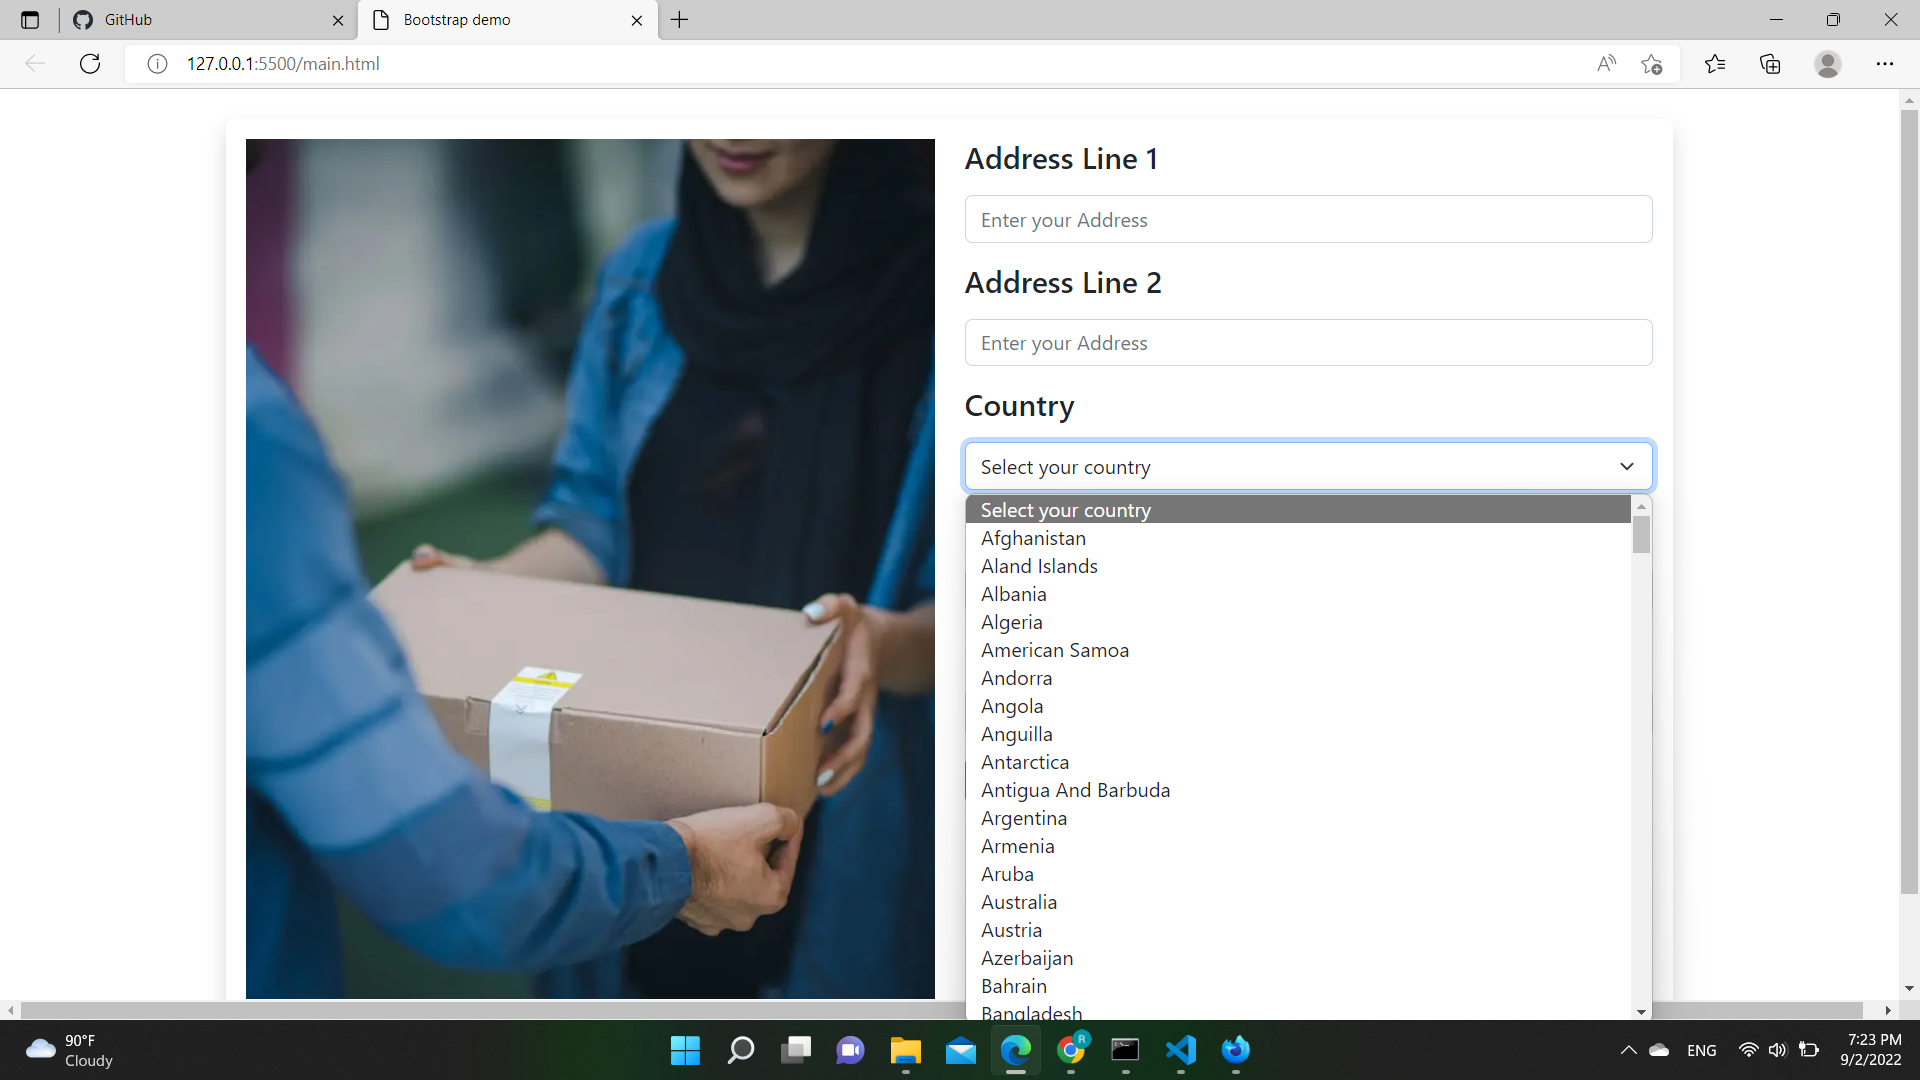 GitHub
Bootstrap demo
127.0.0.1:5500/main.html
Address Line 1
Enter your Address
Address Line 2
Enter your Address
Country
Select your country
Select your country
Afghanistan
Aland Islands
Albania
Algeria
American Samoa
Andorra
Angola
Anguilla
Antarctica
Antigua And Barbuda
Argentina
Armenia
Aruba
Australia
Austria
Azerbaijan
Bahrain
Bangladesh
90°F
Cloudy
R
ENG
7:23 PM
9/2/2022